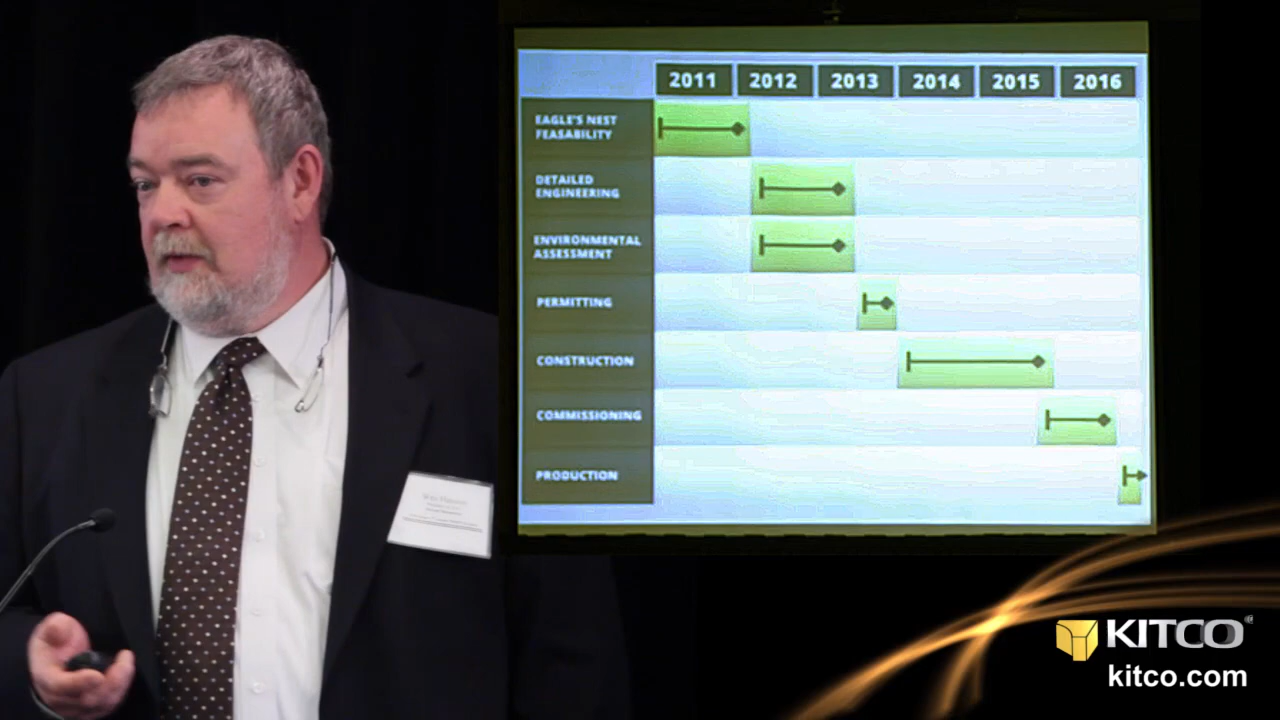 2011 2012 2013 2014 2015 2016
EAGLE'S NEST
FEASABILITY
DETAILED
ENGINEERING
ENVIRONMENTAL
ASSESSMENT
PERMITTING
CONSTRUCTION
COMMISSIONING
PRODUCTION
KITCO
kitco.com